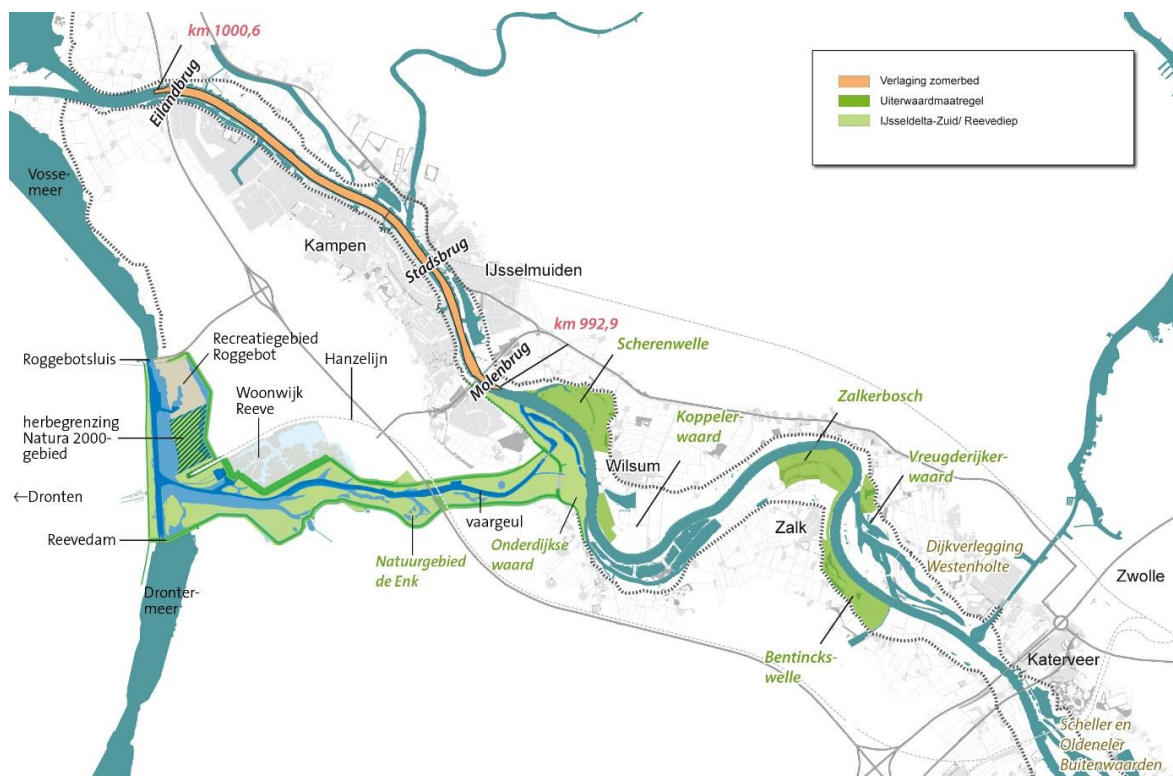 km 1000,6
Eilandbrug
Verlaging zomerbed
Uiterwaardmaatregel
IJsseldelta-Zuid/ Reevediep
Vosse-
meer
Kampen
Stadsbrug
IJsselmuiden
km 992,9
Molenbrug
Scherenwelle
Roggebotsluis
Recreatiegebied
Roggebot
Hanzelijn
Woonwijk
Reeve
herbegrenzing
Natura 2000-
gebied
Koppeler-
waard
Zalkerbosch
Wilsum
Vreugderijker-
waard
←Dronten
vaargeul
Zalk
Reevedam
Natuurgebied
de Enk
Onderdijkse
waard
Dijkverlegging
Westenholte
Zwolle
Dronter-
meer
Bentincks-
welle
Katerveer
Scheller en
Oldeneler
Buitenwaarden